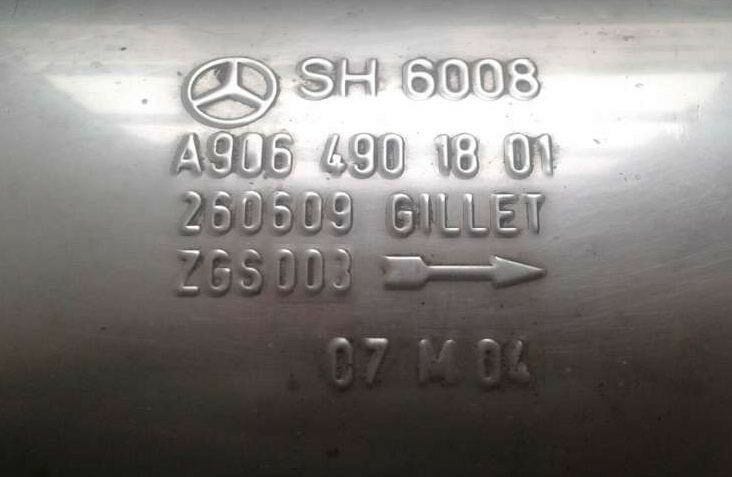 SH 6008
A906 490 18 01
260609 GILLET
ZGS003
07 M 04